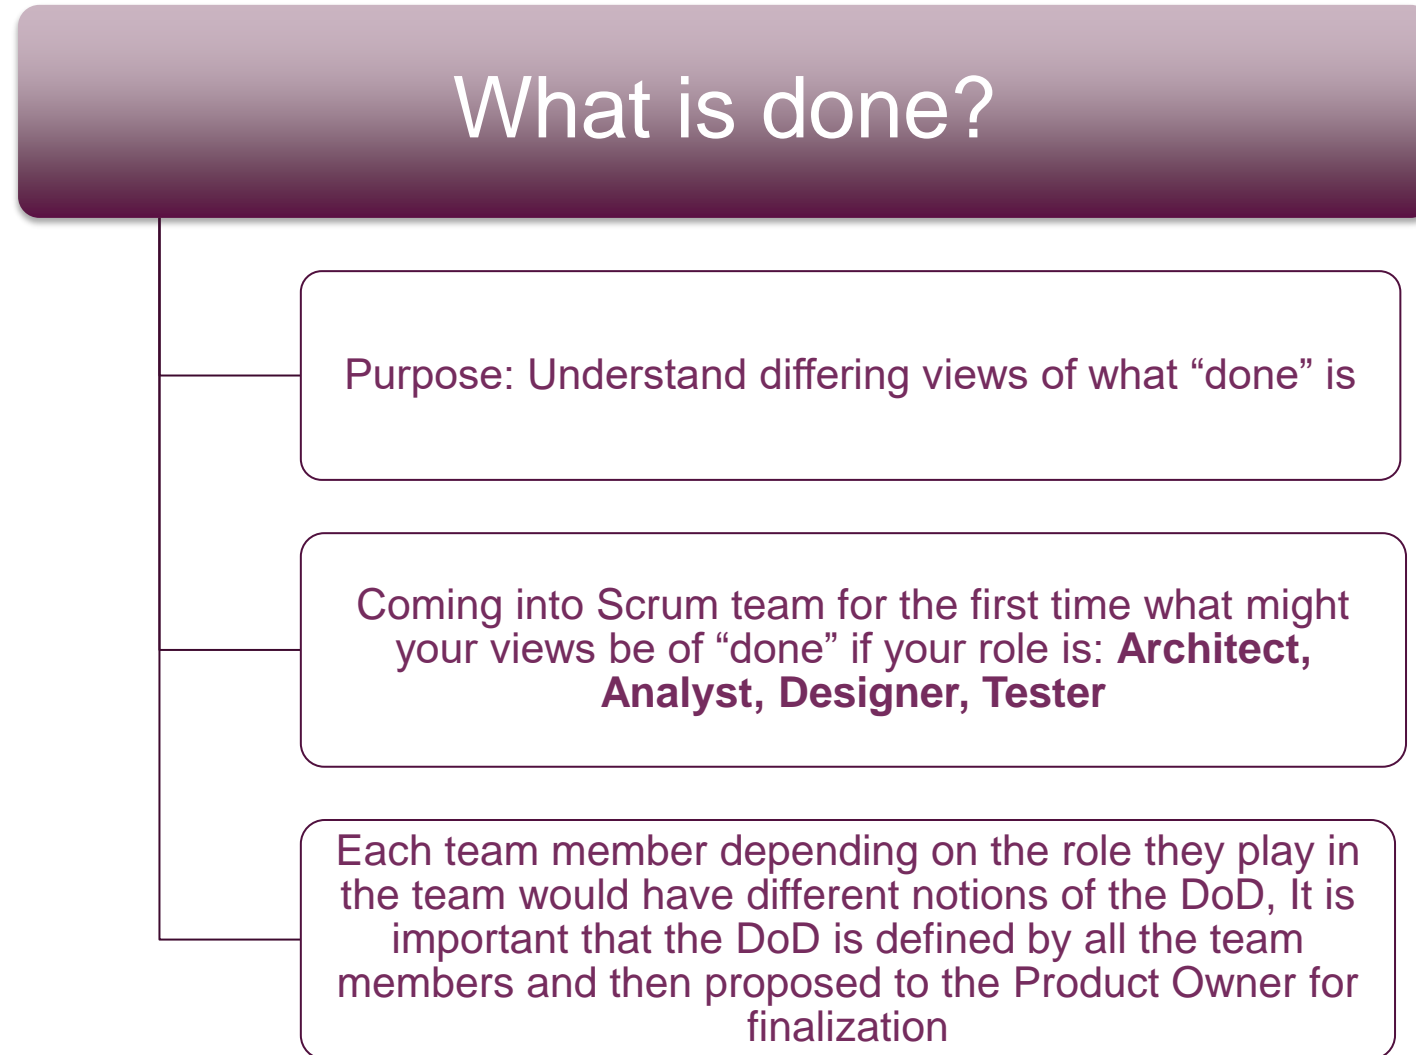 What is done?
Purpose: Understand differing views of what “done” is
Coming into Scrum team for the first time what might
your views be of “done” if your role is: Architect,
Analyst, Designer, Tester
Each team member depending on the role they play in
the team would have different notions of the DoD, It is
important that the DoD is defined by all the team
members and then proposed to the Product Owner for
finalization